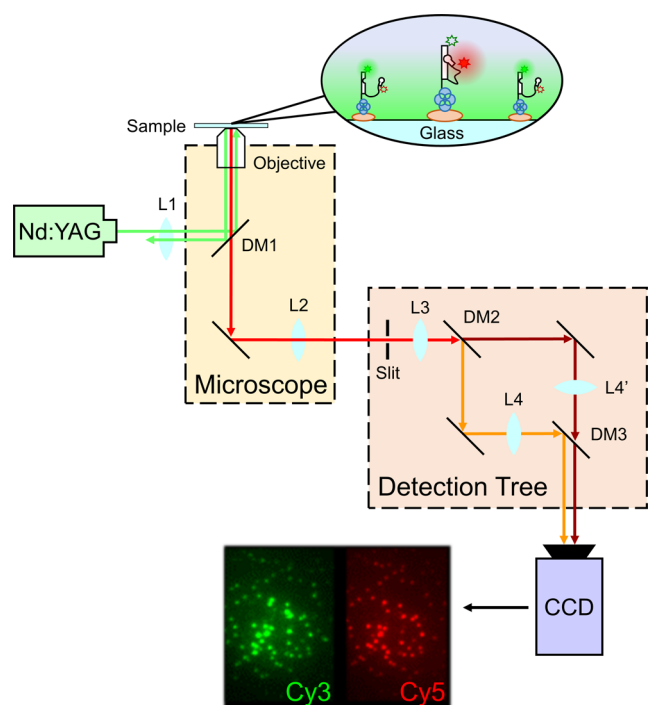 Sample
Glass
Objective
L1
Nd:YAG
DM1
L2
L3
DM2
Slit
Microscope
L4
L4’
DM3
Detection Tree
CCD
Cy3
Cy5